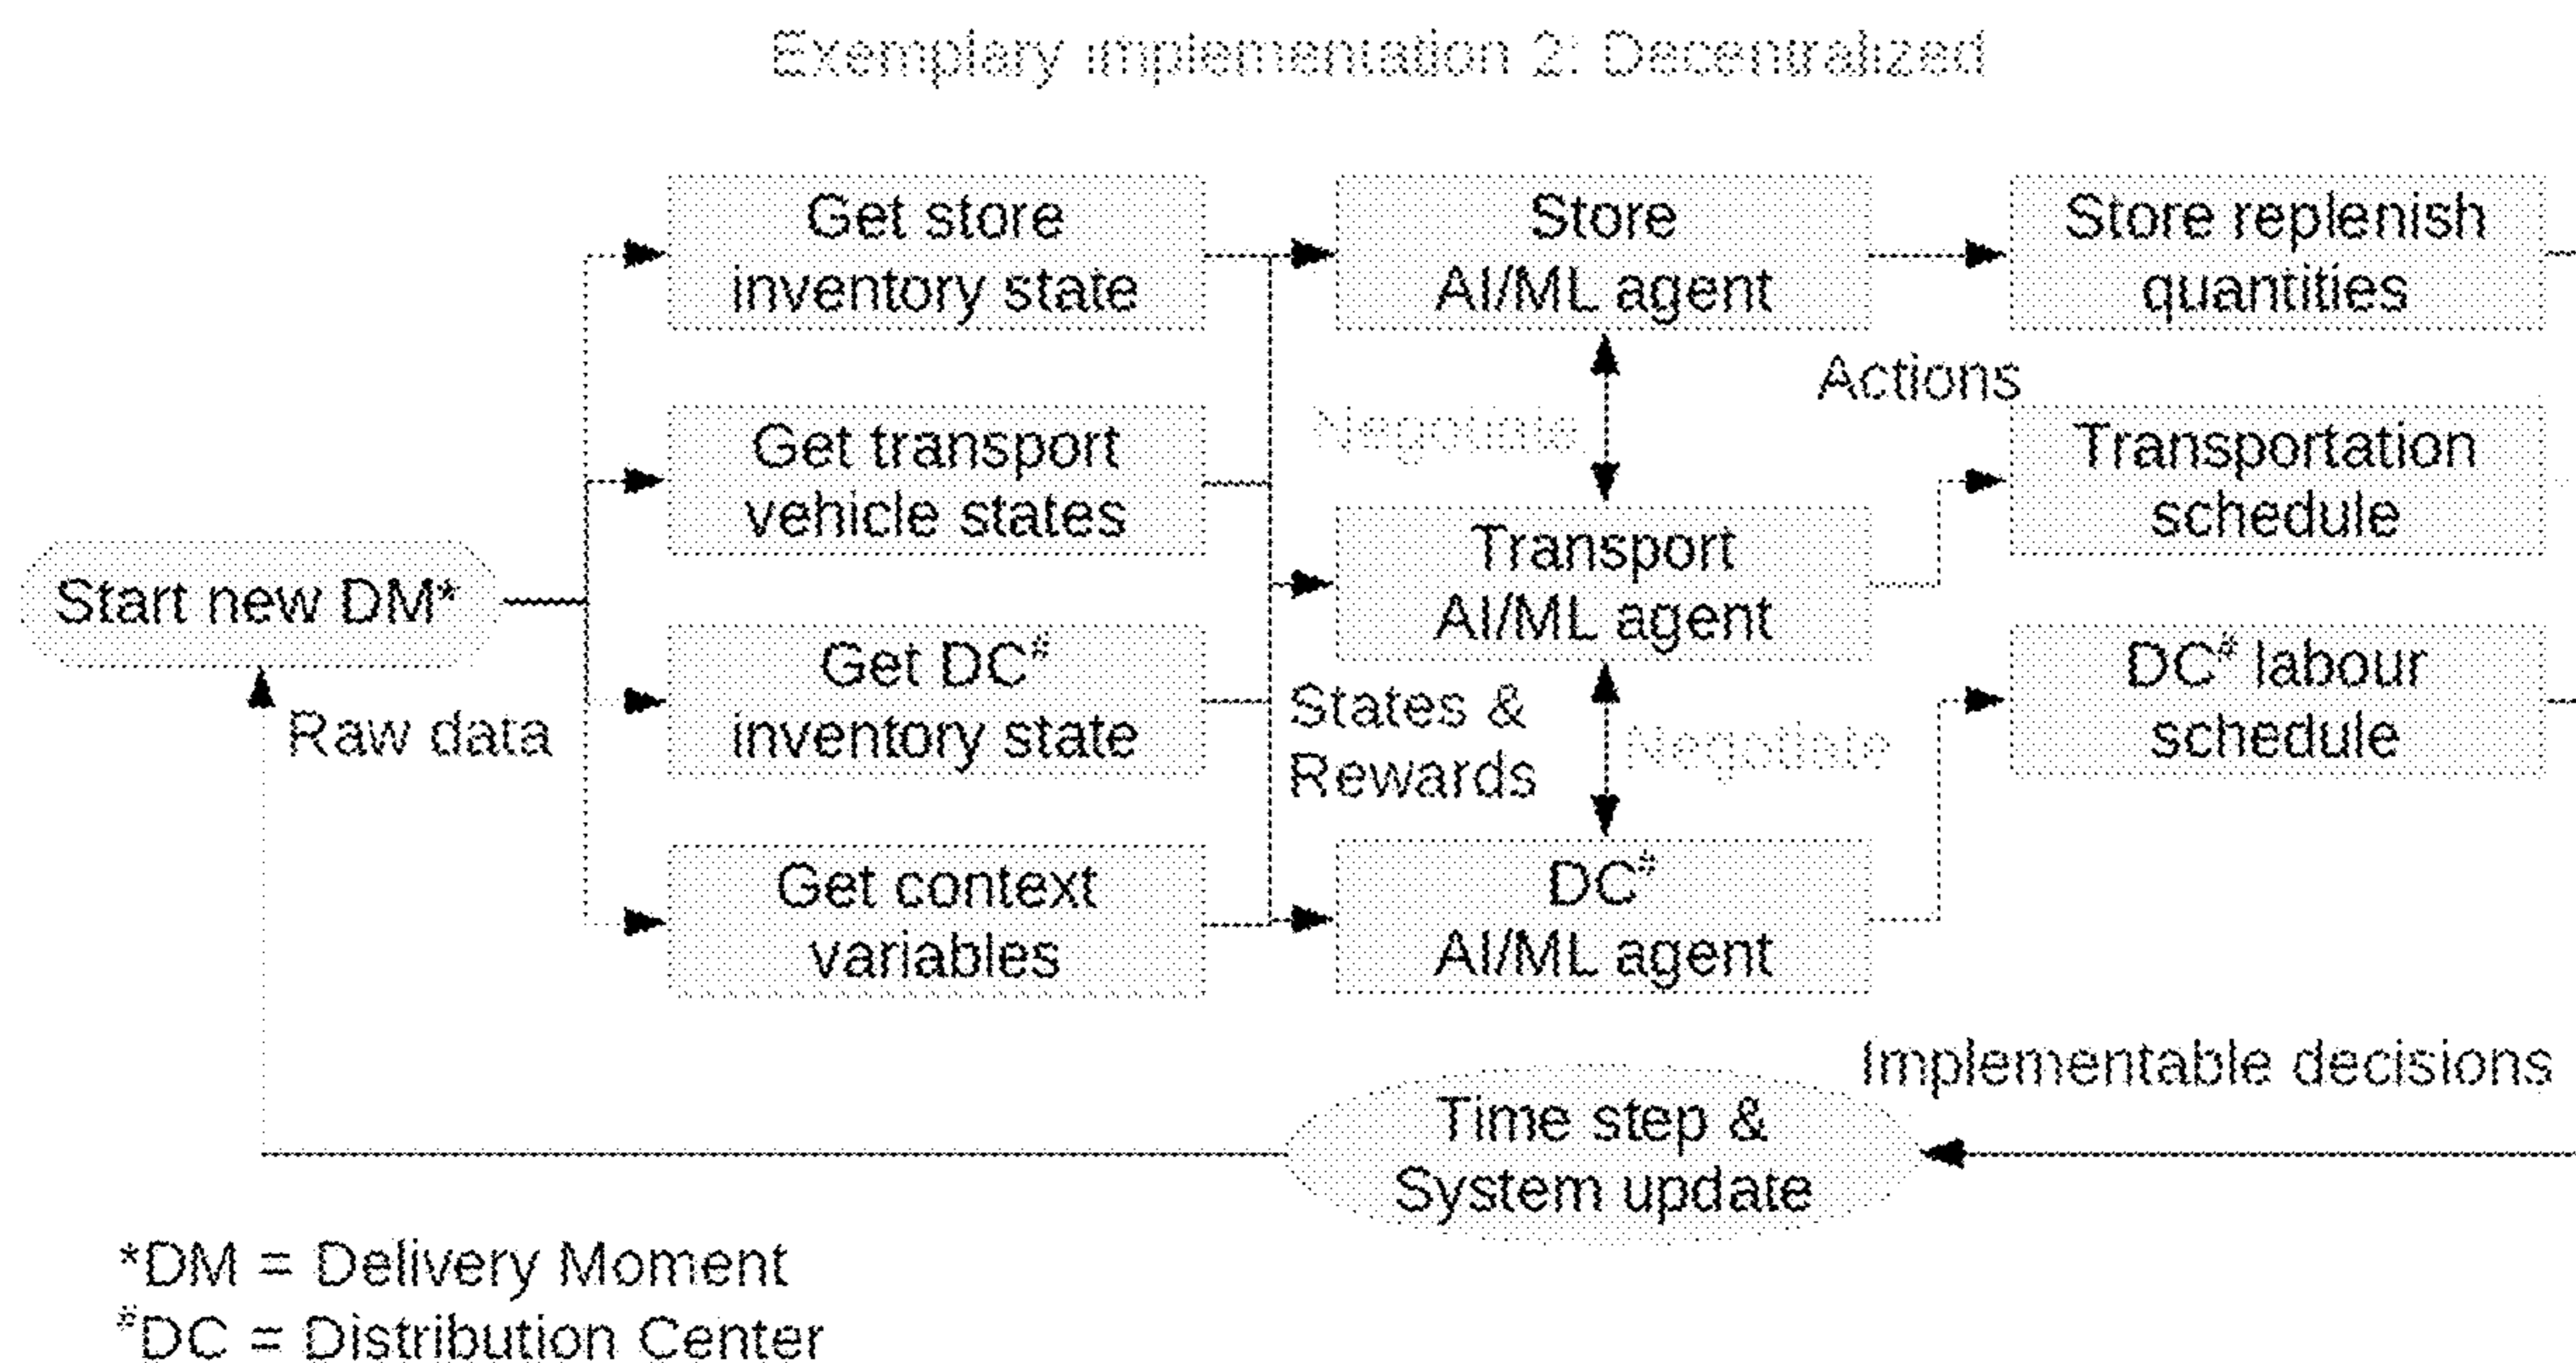 Exemplary implementation 2: Decentralized
Get store
inventory state
Store
AI/ML agent
Store replenish
quantities
Actions
Get transport
vehicle states
Negotiate
Transportation
schedule
Transport
AI/ML agent
Start new DM*
Get DC#
inventory state
DC# labour
schedule
Raw data
States &
Rewards
Negotiate
Get context
variables
DC#
AI/ML agent
Implementable decisions
Time step &
System update
*DM = Delivery Moment
#DC = Distribution Center